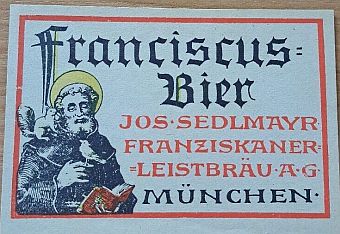 Franciscus=
Bier
JOS·SEDLMAYR
FRANZISKANER=
=LEISTBRÄU·A·G·
MÜNCHEN·